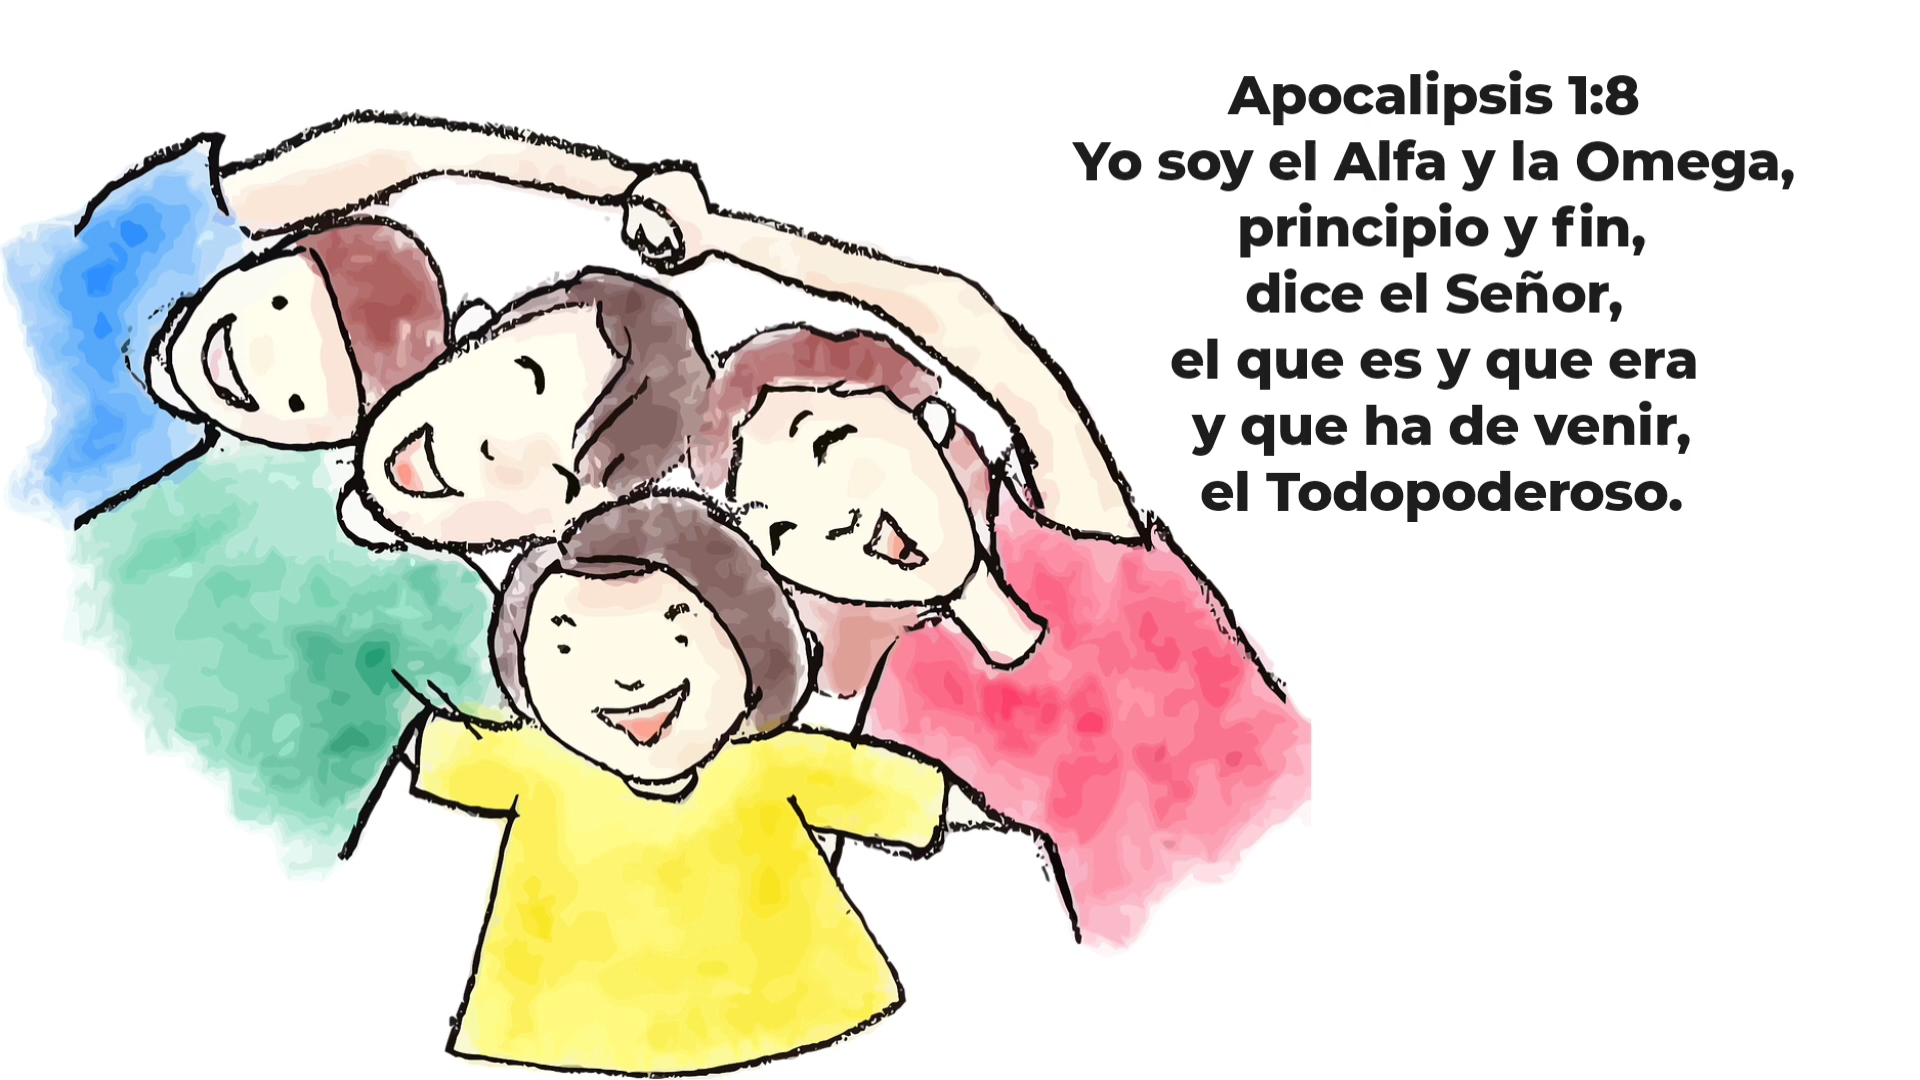 Apocalipsis 1:8
Yo soy el Alfa y la Omega,
principio y fin,
dice el Señor,
el que es y que era
y que ha de venir,
el Todopoderoso.